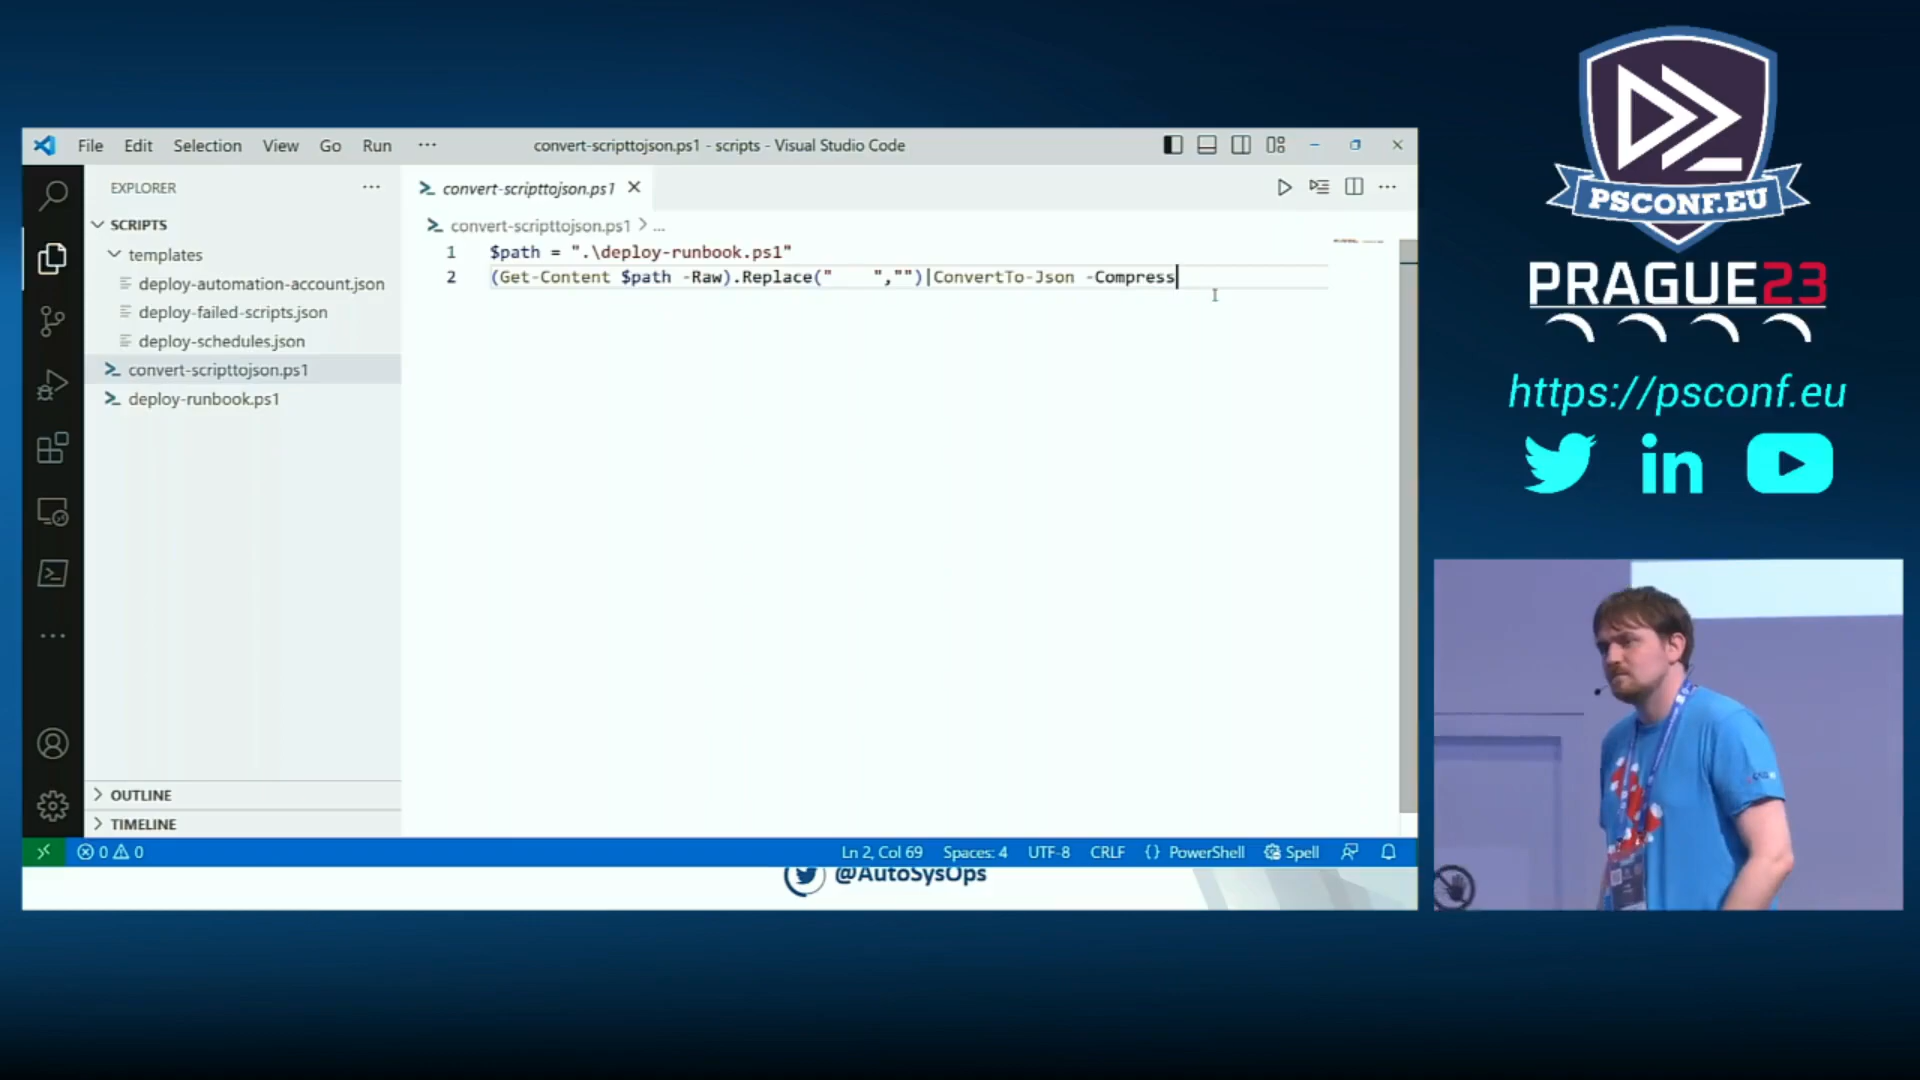 File Edit Selection View Go Run ···
convert-scripttojson.ps1 - scripts - Visual Studio Code
EXPLORER ···
SCRIPTS
templates
deploy-automation-account.json
deploy-failed-scripts.json
deploy-schedules.json
convert-scripttojson.ps1
deploy-runbook.ps1
OUTLINE
TIMELINE
convert-scripttojson.ps1
convert-scripttojson.ps1 > ...
1 $path = ".\deploy-runbook.ps1"
2 (Get-Content $path -Raw).Replace("    ","")|ConvertTo-Json -Compress
0 0
Ln 2, Col 69 Spaces: 4 UTF-8 CRLF {} PowerShell Spell
@AutoSysOps
PSCONF.EU
PRAGUE23
https://psconf.eu
in